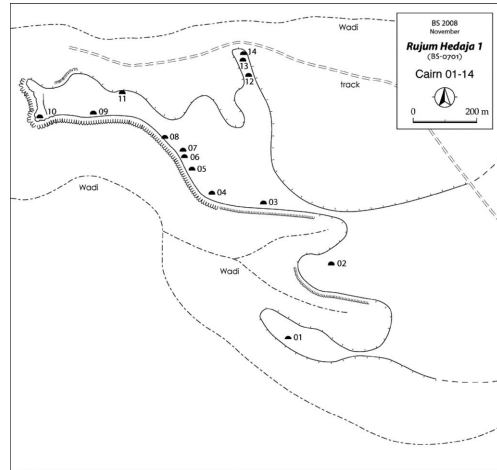 Wadi
BS 2008
November
Rujum Hedaja 1
(BS-0701)
Cairn 01-14
0 200 m
14
13
12
track
11
10
09
08
07
06
05
04
03
Wadi
Wadi
02
01